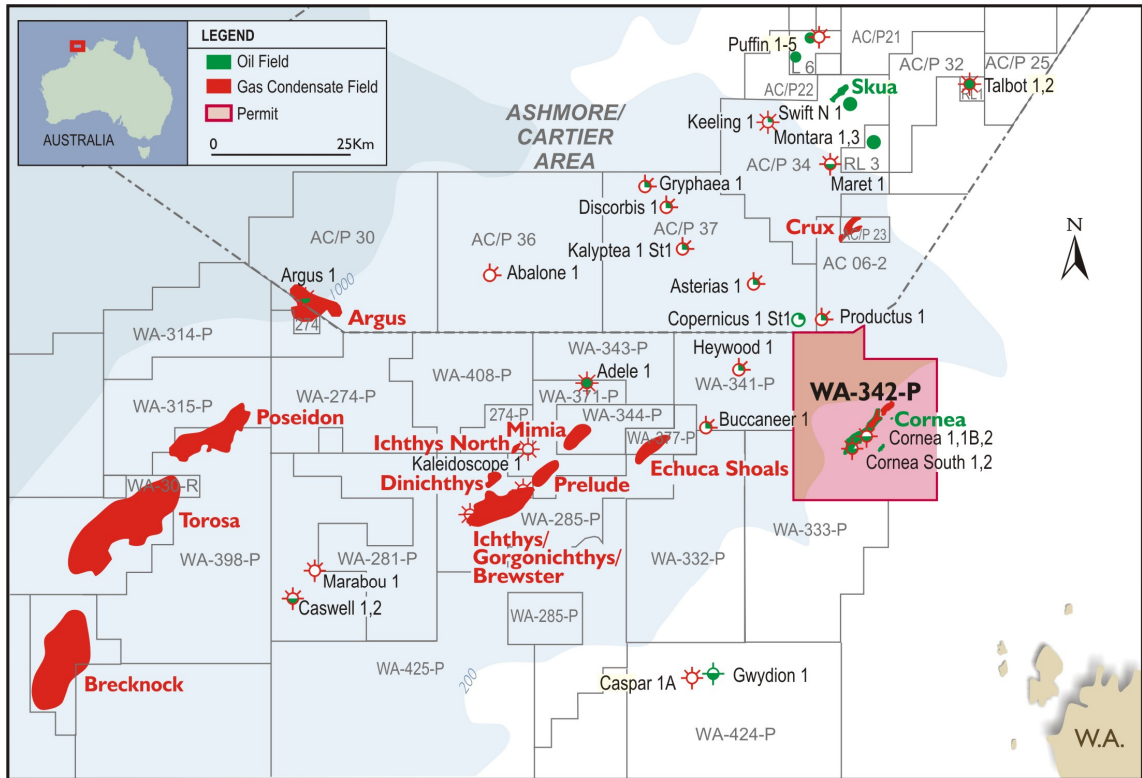 LEGEND
Oil Field
Gas Condensate Field
Permit
0 25Km
AUSTRALIA
AC/P21
Puffin 1-5
L 6
AC/P 32
AC/P 25
AC/P22
Skua
RL1
Talbot 1,2
ASHMORE/
CARTIER
AREA
Keeling 1
Swift N 1
Montara 1,3
AC/P 34
RL 3
Maret 1
Gryphaea 1
Discorbis 1
AC/P 30
AC/P 36
AC/P 37
Crux
AC/P 23
Kalyptea 1 St1
AC 06-2
N
Argus 1
1000
Abalone 1
Asterias 1
Argus
274
Copernicus 1 St1
Productus 1
WA-314-P
WA-343-P
Heywood 1
WA-408-P
Adele 1
WA-341-P
WA-274-P
WA-371-P
WA-342-P
WA-315-P
Poseidon
274-P
WA-344-P
Buccaneer 1
Cornea
Mimia
Ichthys North
WA-377-P
Cornea 1,1B,2
Kaleidoscope 1
Echuca Shoals
Cornea South 1,2
WA-30-R
Dinichthys
Prelude
Torosa
WA-285-P
WA-333-P
Ichthys/
Gorgonichthys/
Brewster
WA-398-P
WA-281-P
WA-332-P
Marabou 1
Caswell 1,2
WA-285-P
WA-425-P
200
Brecknock
Caspar 1A
Gwydion 1
WA-424-P
W.A.